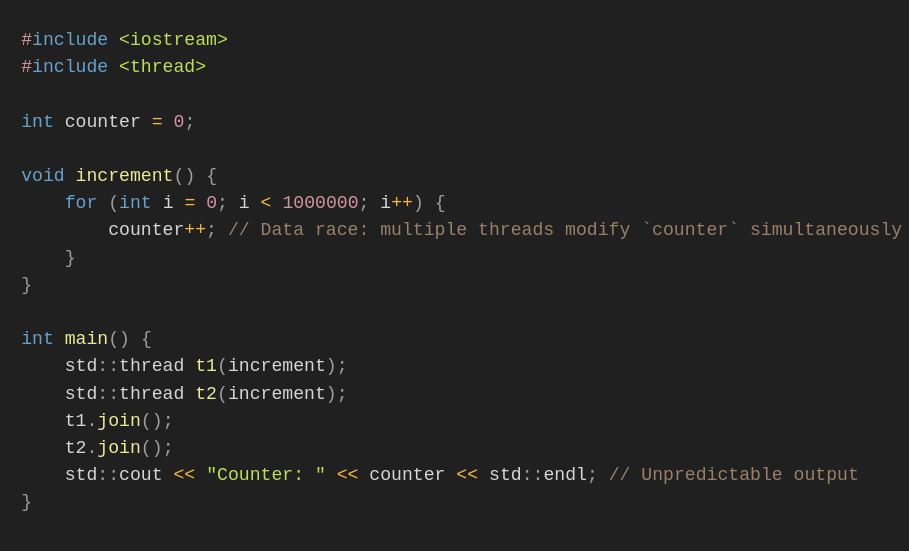 #include <iostream>
#include <thread>

int counter = 0;

void increment() {
    for (int i = 0; i < 1000000; i++) {
        counter++; // Data race: multiple threads modify `counter` simultaneously
    }
}

int main() {
    std::thread t1(increment);
    std::thread t2(increment);
    t1.join();
    t2.join();
    std::cout << "Counter: " << counter << std::endl; // Unpredictable output
}